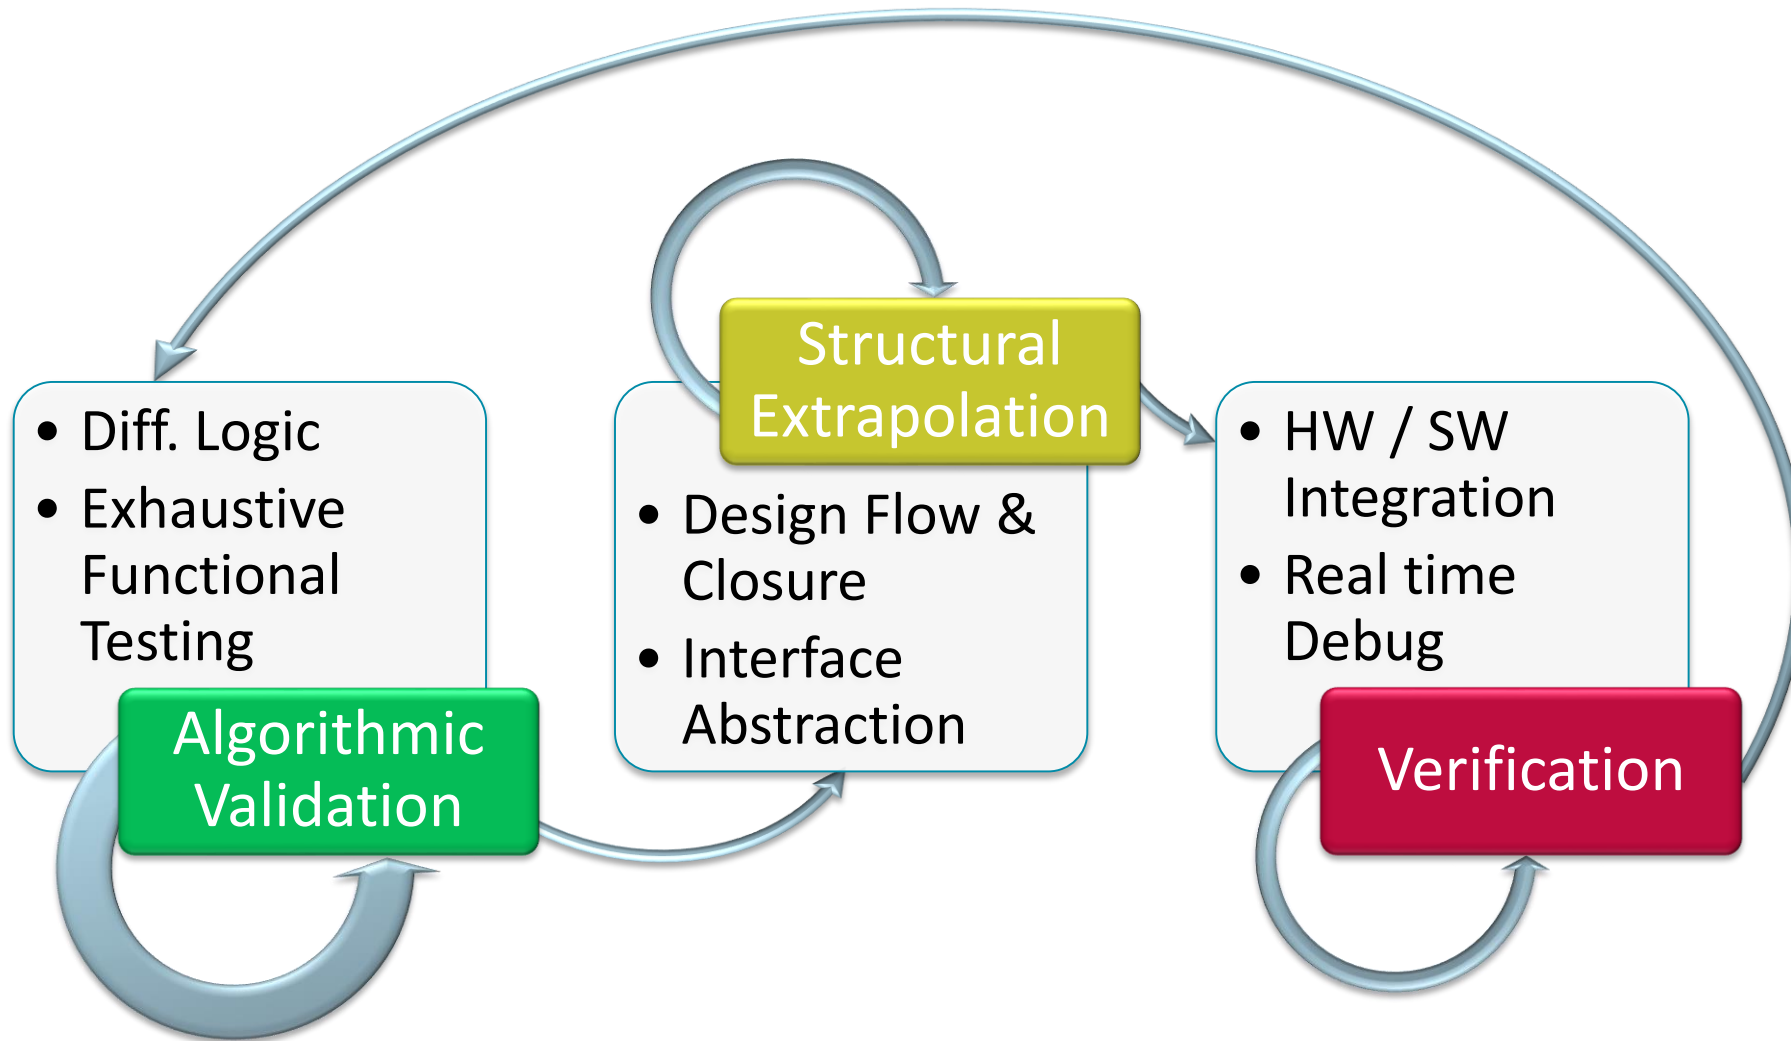 • Diff. Logic
• Exhaustive
Functional
Testing
Algorithmic
Validation
Structural
Extrapolation
• Design Flow &
Closure
• Interface
Abstraction
• HW / SW
Integration
• Real time
Debug
Verification